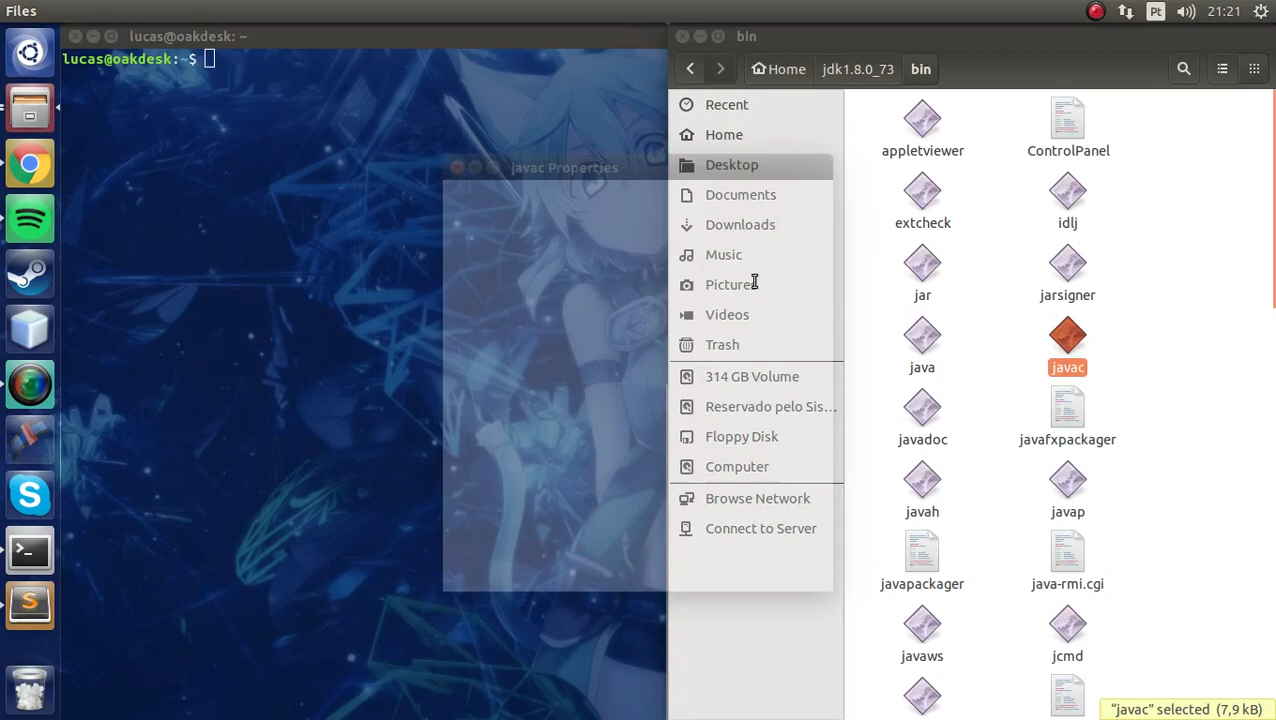 Files
Pt
21:21
lucas@oakdesk: ~
lucas@oakdesk:~$
bin
Home
jdk1.8.0_73
bin
Recent
Home
Desktop
Documents
Downloads
Music
Pictures
Videos
Trash
314 GB Volume
Reservado pelo Sis…
Floppy Disk
Computer
Browse Network
Connect to Server
javac Properties
appletviewer
ControlPanel
extcheck
idlj
jar
jarsigner
java
javac
javadoc
javafxpackager
javah
javap
javapackager
java-rmi.cgi
javaws
jcmd
"javac" selected (7,9 kB)